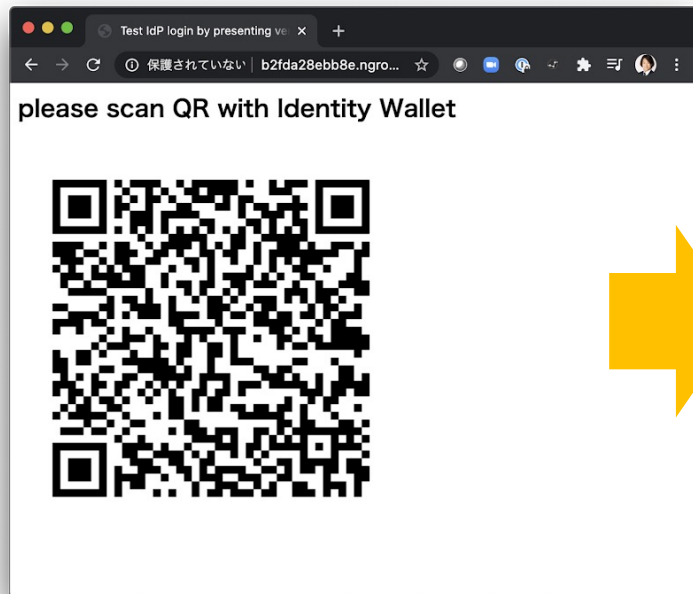 Test IdP login by presenting ve
保護されていない | b2fda28ebb8e.ngro...
please scan QR with Identity Wallet